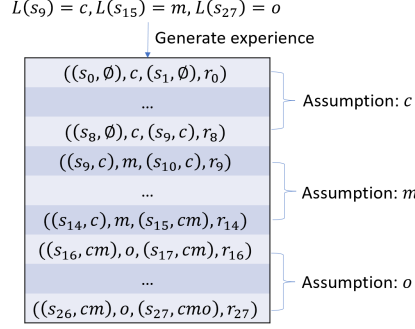 L(s₉) = c, L(s₁₅) = m, L(s₂₇) = o
Generate experience
((s₀, ∅), c, (s₁, ∅), r₀)
...
((s₈, ∅), c, (s₉, c), r₈)
Assumption: c
((s₉, c), m, (s₁₀, c), r₉)
...
((s₁₄, c), m, (s₁₅, cm), r₁₄)
Assumption: m
((s₁₆, cm), o, (s₁₇, cm), r₁₆)
...
((s₂₆, cm), o, (s₂₇, cmo), r₂₇)
Assumption: o